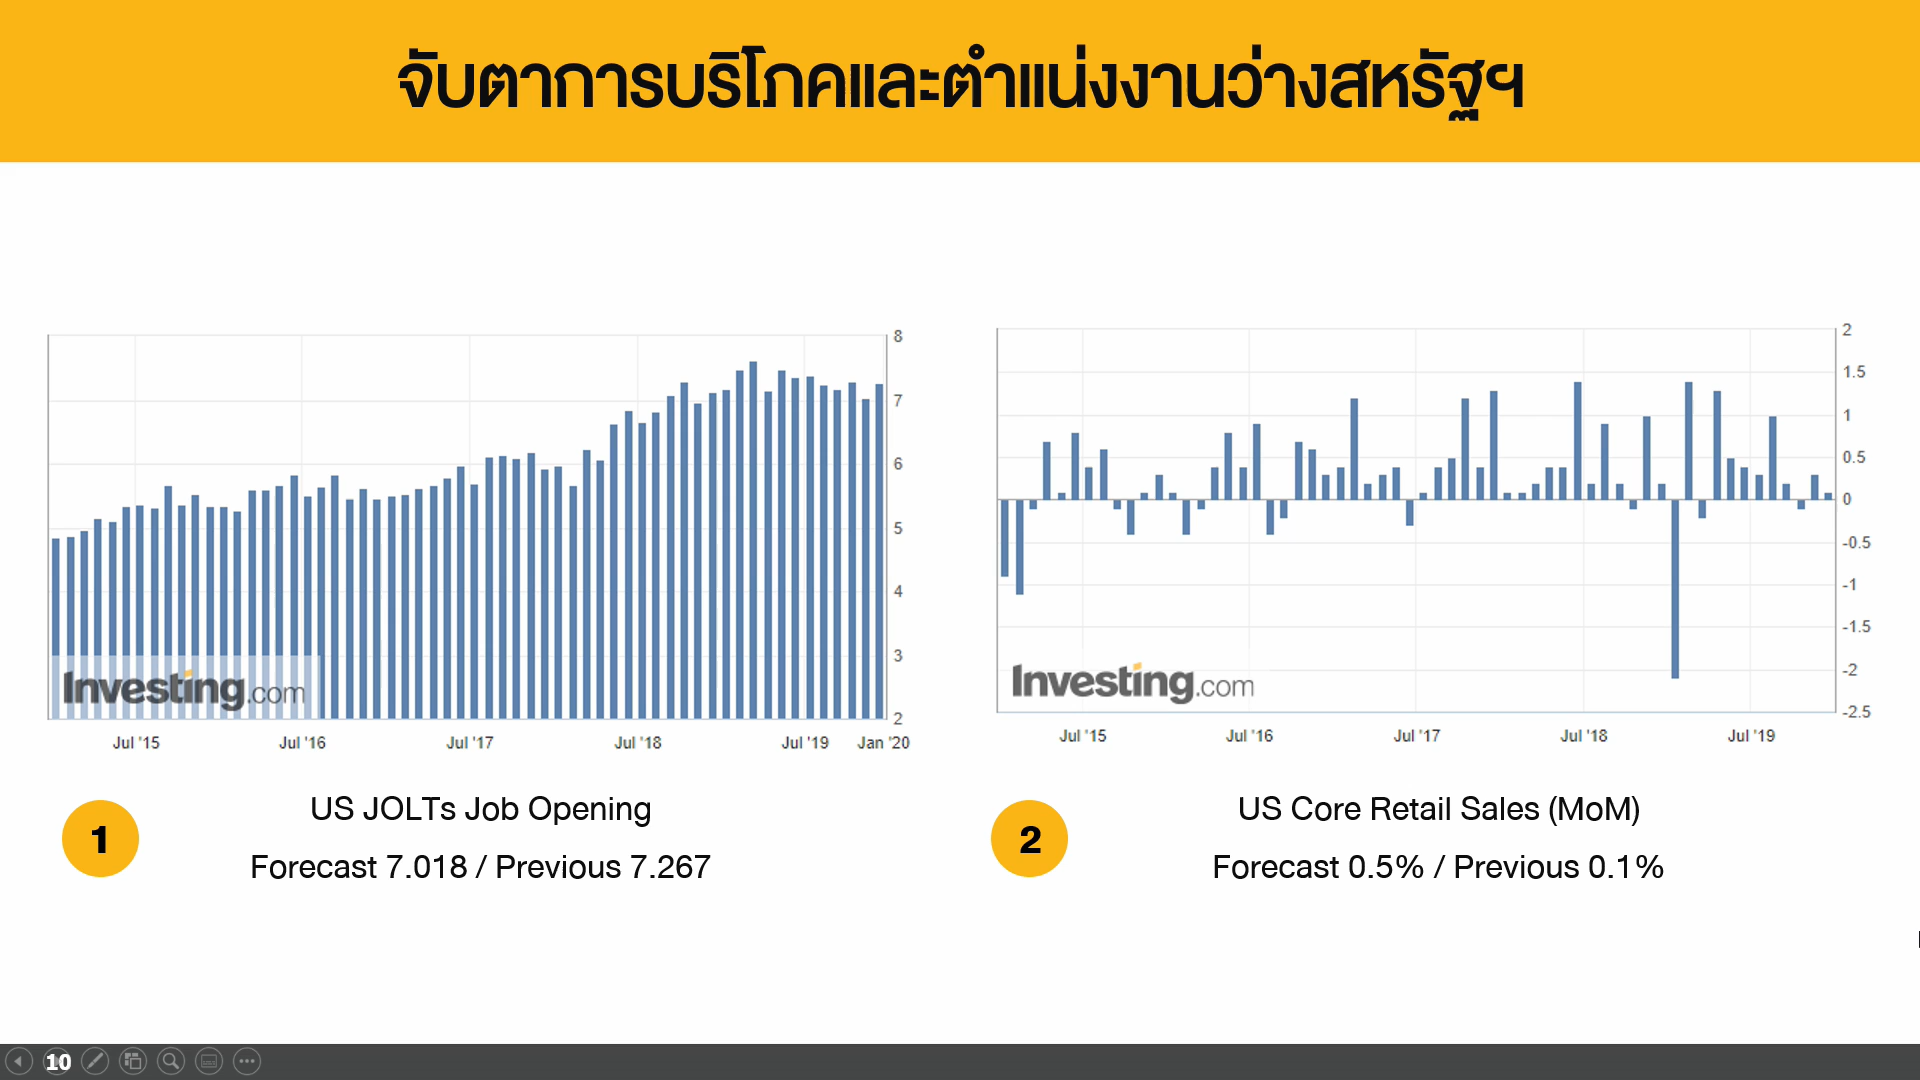 จับตาการบริโภคและตำแหน่งงานว่างสหรัฐฯ
8
7
6
5
4
3
2
Jul '15
Jul '16
Jul '17
Jul '18
Jul '19
Jan '20
Investing.com
1
US JOLTs Job Opening
Forecast 7.018 / Previous 7.267
2
1.5
1
0.5
0
-0.5
-1
-1.5
-2
-2.5
Jul '15
Jul '16
Jul '17
Jul '18
Jul '19
Investing.com
2
US Core Retail Sales (MoM)
Forecast 0.5% / Previous 0.1%
10